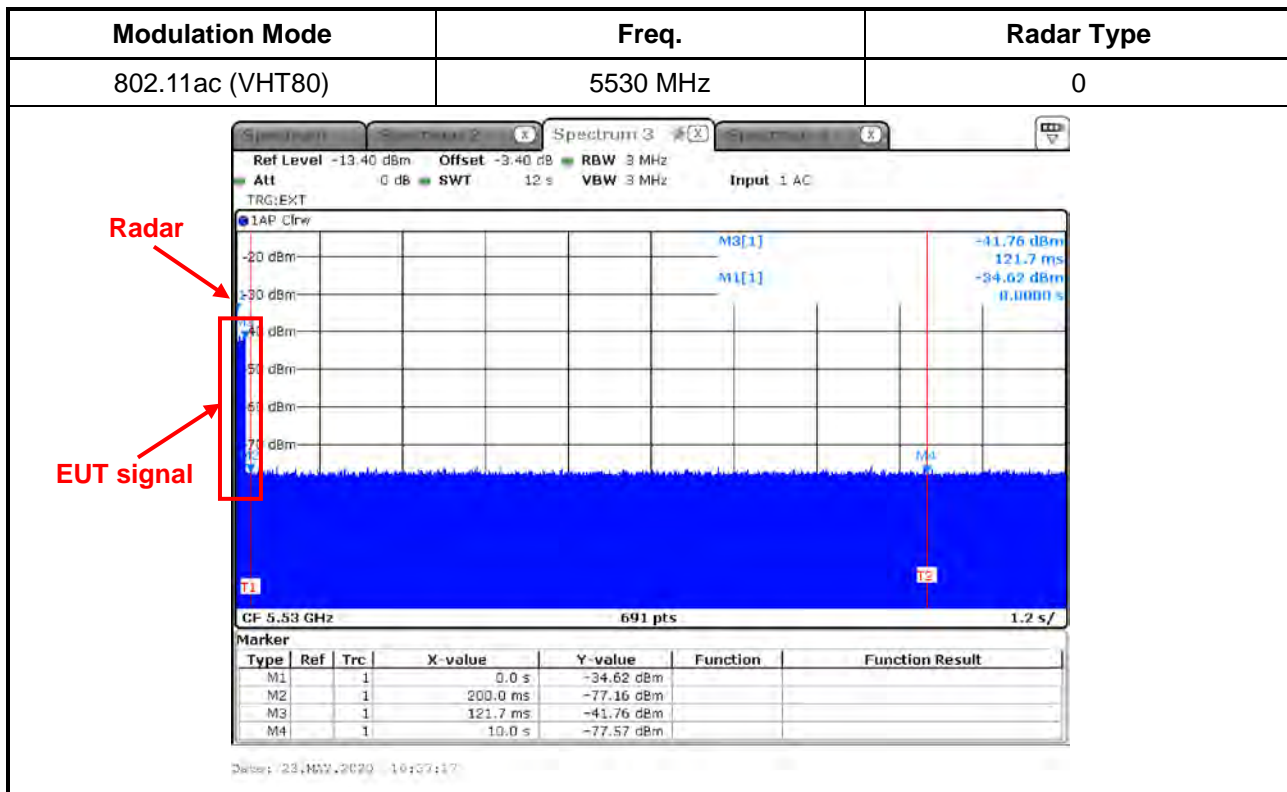 Modulation Mode Freq. Radar Type
802.11ac (VHT80) 5530 MHz 0
Spectrum 3
Ref Level -13.40 dBm Offset -3.40 dB RBW 3 MHz
Att 0 dB SWT 12 s VBW 3 MHz Input 1 AC
TRG:EXT
1AP Clrw
Radar
M3[1] -41.76 dBm
-20 dBm
121.7 ms
M1[1] -34.62 dBm
-30 dBm
0.0000 s
dBm
dBm
dBm
dBm
M4
EUT signal
T1
T2
CF 5.53 GHz 691 pts 1.2 s/
Marker
Type Ref Trc X-value Y-value Function Function Result
M1 1 0.0 s -34.62 dBm
M2 1 200.0 ms -77.16 dBm
M3 1 121.7 ms -41.76 dBm
M4 1 10.0 s -77.57 dBm
Date: 23.MAY.2020 10:37:17